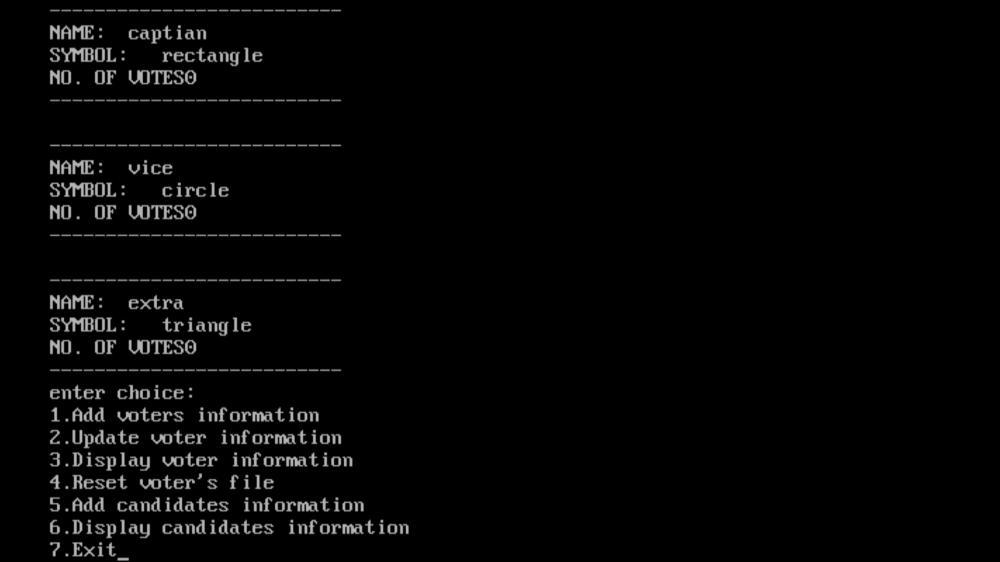 --------------------------
NAME:  captian
SYMBOL:   rectangle
NO. OF VOTES0
--------------------------
--------------------------
NAME:  vice
SYMBOL:   circle
NO. OF VOTES0
--------------------------
--------------------------
NAME:  extra
SYMBOL:   triangle
NO. OF VOTES0
--------------------------
enter choice:
1.Add voters information
2.Update voter information
3.Display voter information
4.Reset voter's file
5.Add candidates information
6.Display candidates information
7.Exit_